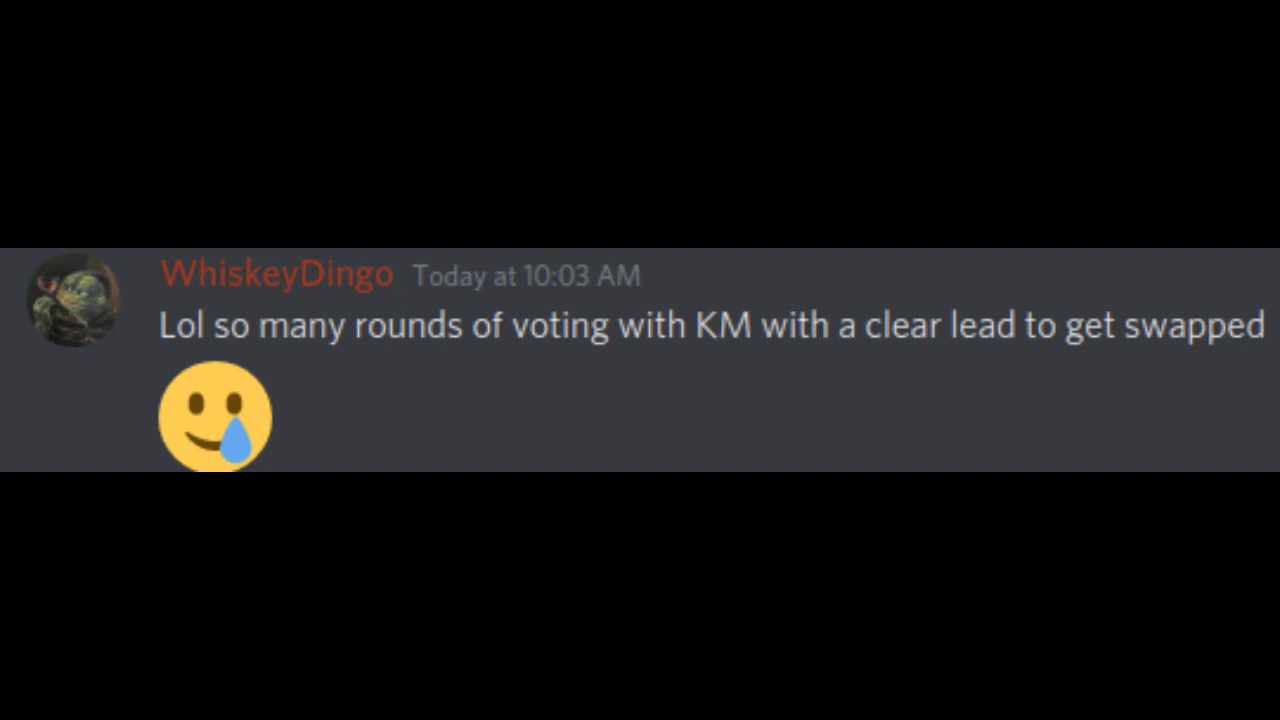 WhiskeyDingo Today at 10:03 AM
Lol so many rounds of voting with KM with a clear lead to get swapped